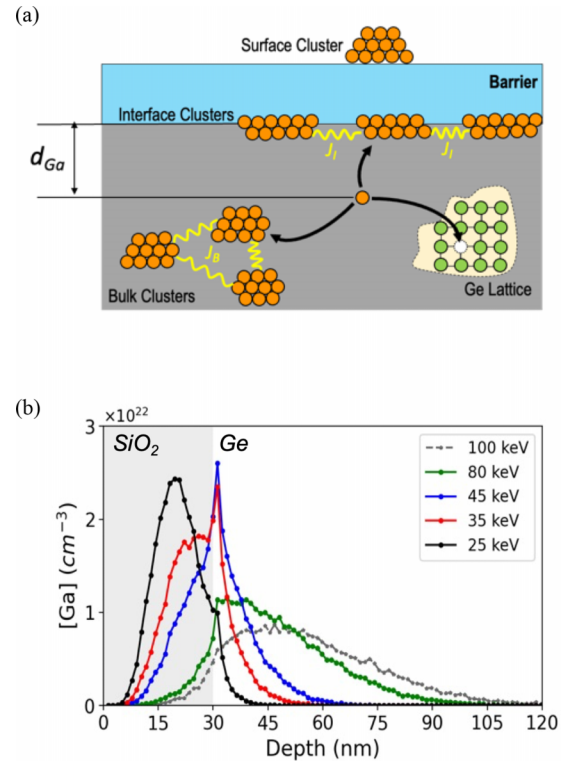 (a)
Surface Cluster
Barrier
Interface Clusters
d_Ga
J_I
J_I
J_B
Bulk Clusters
Ge Lattice
(b)
×10²²
SiO₂ Ge
100 keV
80 keV
45 keV
35 keV
25 keV
[Ga] (cm⁻³)
3
2
1
0
0 15 30 45 60 75 90 105 120
Depth (nm)